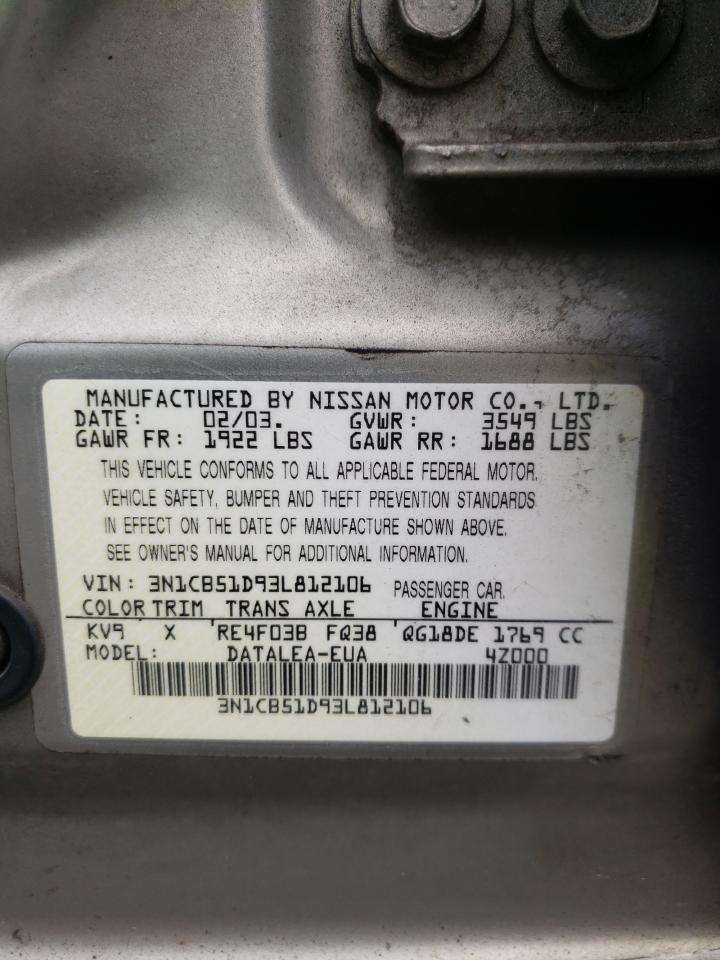 MANUFACTURED BY NISSAN MOTOR CO., LTD.
DATE: 02/03. GVWR: 3549 LBS
GAWR FR: 1922 LBS GAWR RR: 1688 LBS
THIS VEHICLE CONFORMS TO ALL APPLICABLE FEDERAL MOTOR.
VEHICLE SAFETY, BUMPER AND THEFT PREVENTION STANDARDS
IN EFFECT ON THE DATE OF MANUFACTURE SHOWN ABOVE.
SEE OWNER'S MANUAL FOR ADDITIONAL INFORMATION.
VIN: 3N1CB51D93L812106 PASSENGER CAR.
COLOR TRIM TRANS AXLE ENGINE
KV9 X RE4F03B FQ38 QG18DE 1769 CC
MODEL: DATALEA-EUA 4Z000
3N1CB51D93L812106